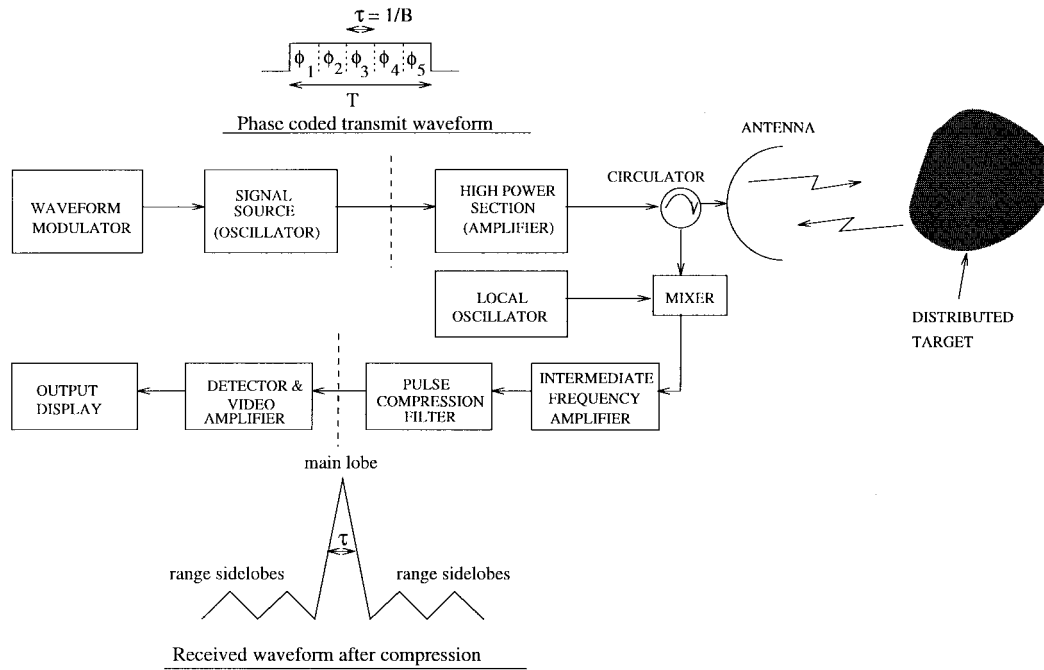 τ = 1/B
ϕ1 ϕ2 ϕ3 ϕ4 ϕ5
T
Phase coded transmit waveform
WAVEFORM
MODULATOR
SIGNAL
SOURCE
(OSCILLATOR)
HIGH POWER
SECTION
(AMPLIFIER)
CIRCULATOR
ANTENNA
LOCAL
OSCILLATOR
MIXER
DISTRIBUTED
TARGET
OUTPUT
DISPLAY
DETECTOR &
VIDEO
AMPLIFIER
PULSE
COMPRESSION
FILTER
INTERMEDIATE
FREQUENCY
AMPLIFIER
main lobe
τ
range sidelobes
range sidelobes
Received waveform after compression